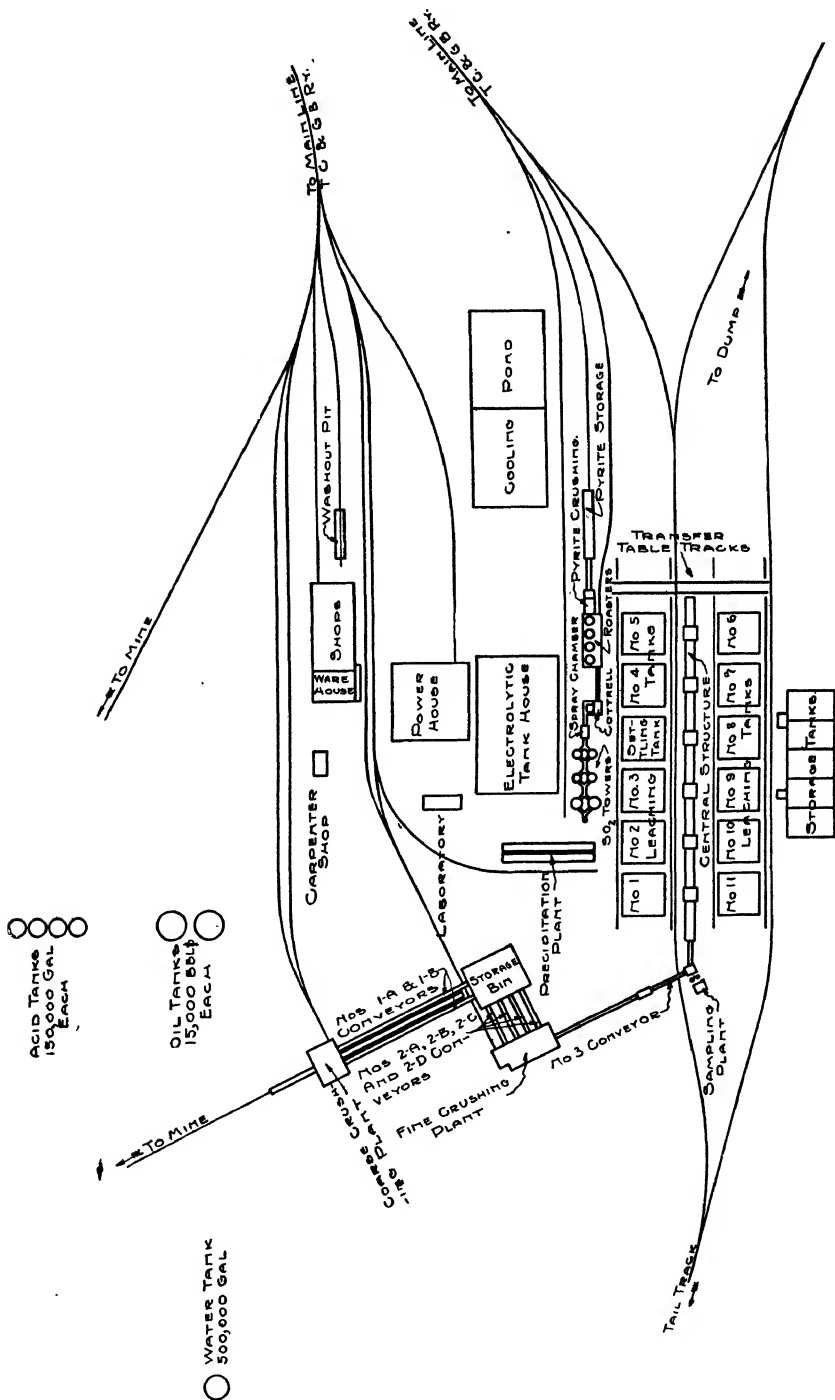 To Main Line
T C & G B Ry.
To Main Line
T.C. & G B Ry.
To Mine
Washout Pit
Shops
Ware
House
Carpenter
Shop
Power
House
Laboratory
Cooling Pond
Electrolytic
Tank House
Pyrite Crushing
Pyrite Storage
Spray Chamber
Roasters
Cottrell
SO2 Towers
Precipitation
Plant
Transfer
Table Tracks
To Dump
No 1
No 2
No. 3
Settling
Tank
No 4
No 5
Leaching
Tanks
Central Structure
No 11
No 10
No 9
No 8
No 7
No 6
Leaching Tanks
Storage Tanks
Acid Tanks
150,000 Gal
Each
Oil Tanks
15,000 Bbls
Each
Water Tank
500,000 Gal
To Mine
Coarse Crush-
ing Plant
Nos 1-A & 1-B
Conveyors
Storage
Bin
Nos 2-A, 2-B, 2-C
And 2-D Con-
veyors
Fine Crushing
Plant
No 3 Conveyor
Sampling
Plant
Tail Track